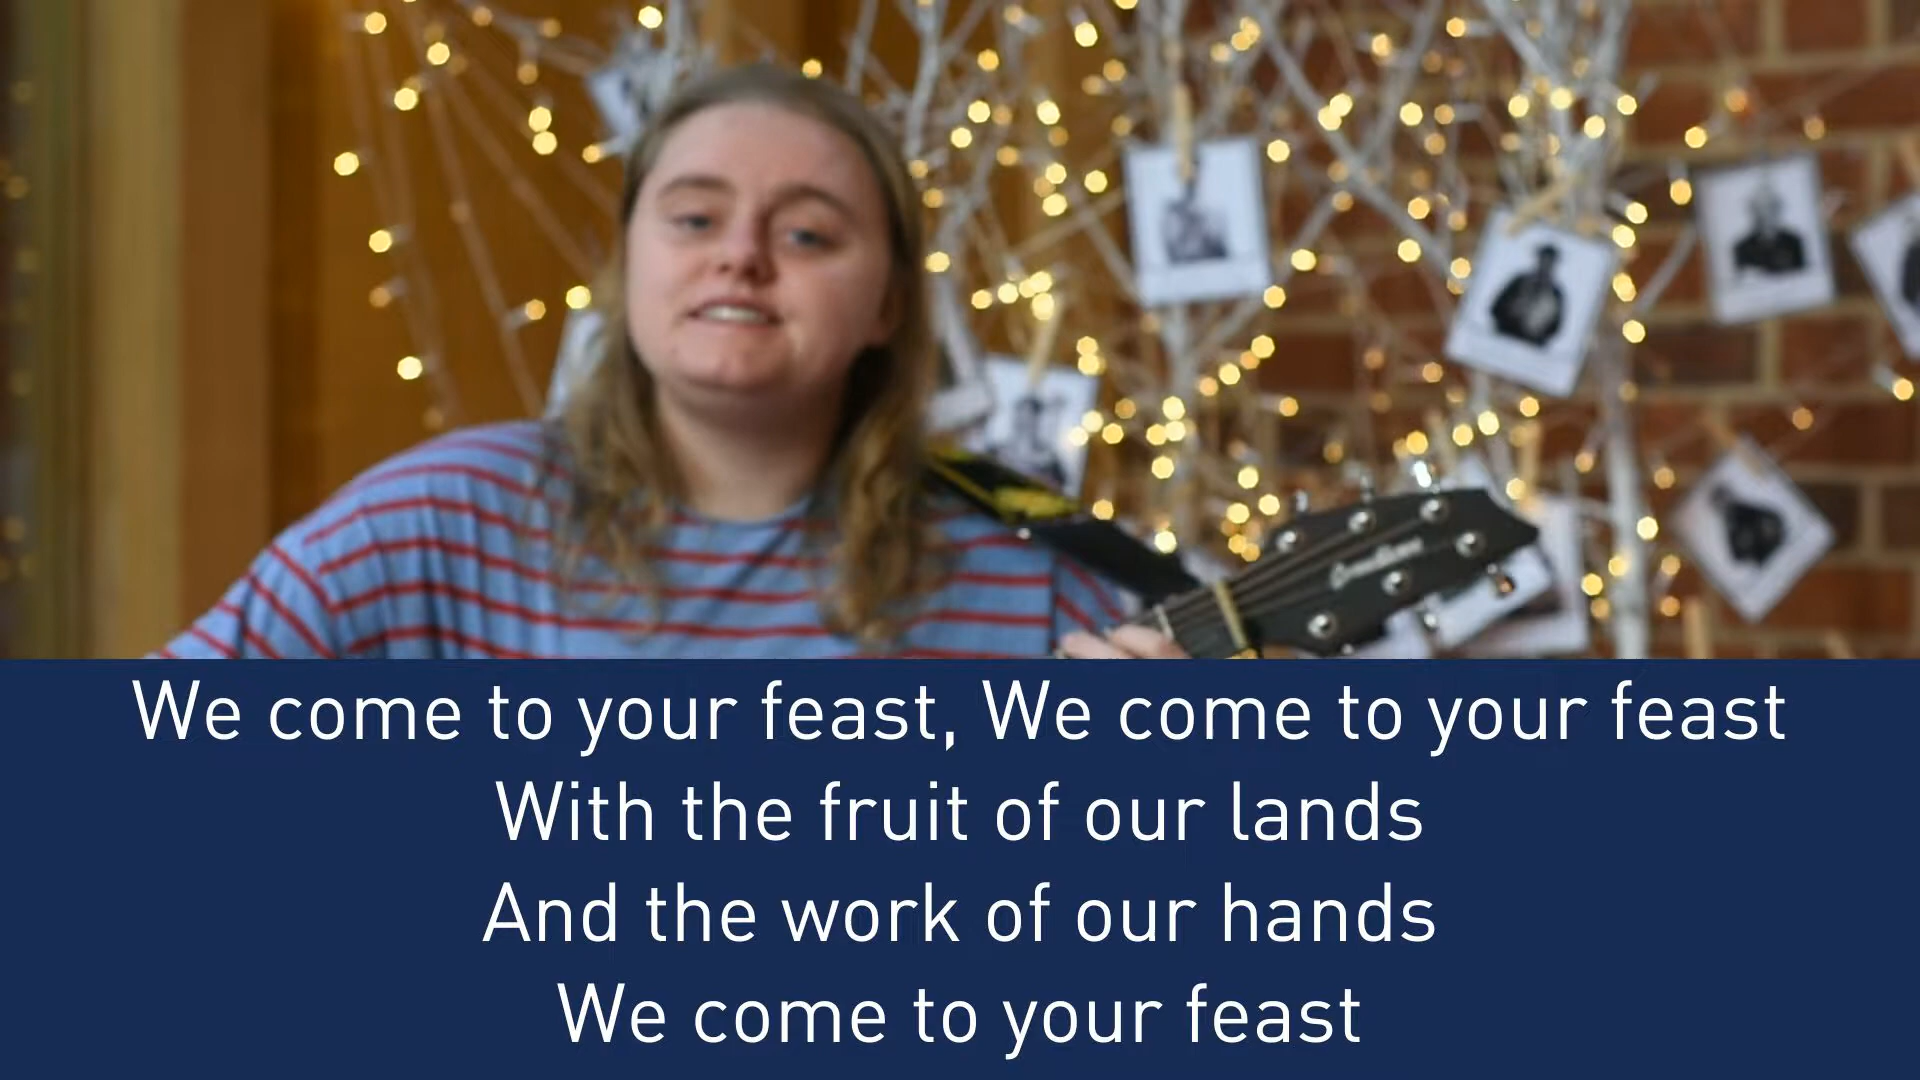 We come to your feast, We come to your feast
With the fruit of our lands
And the work of our hands
We come to your feast